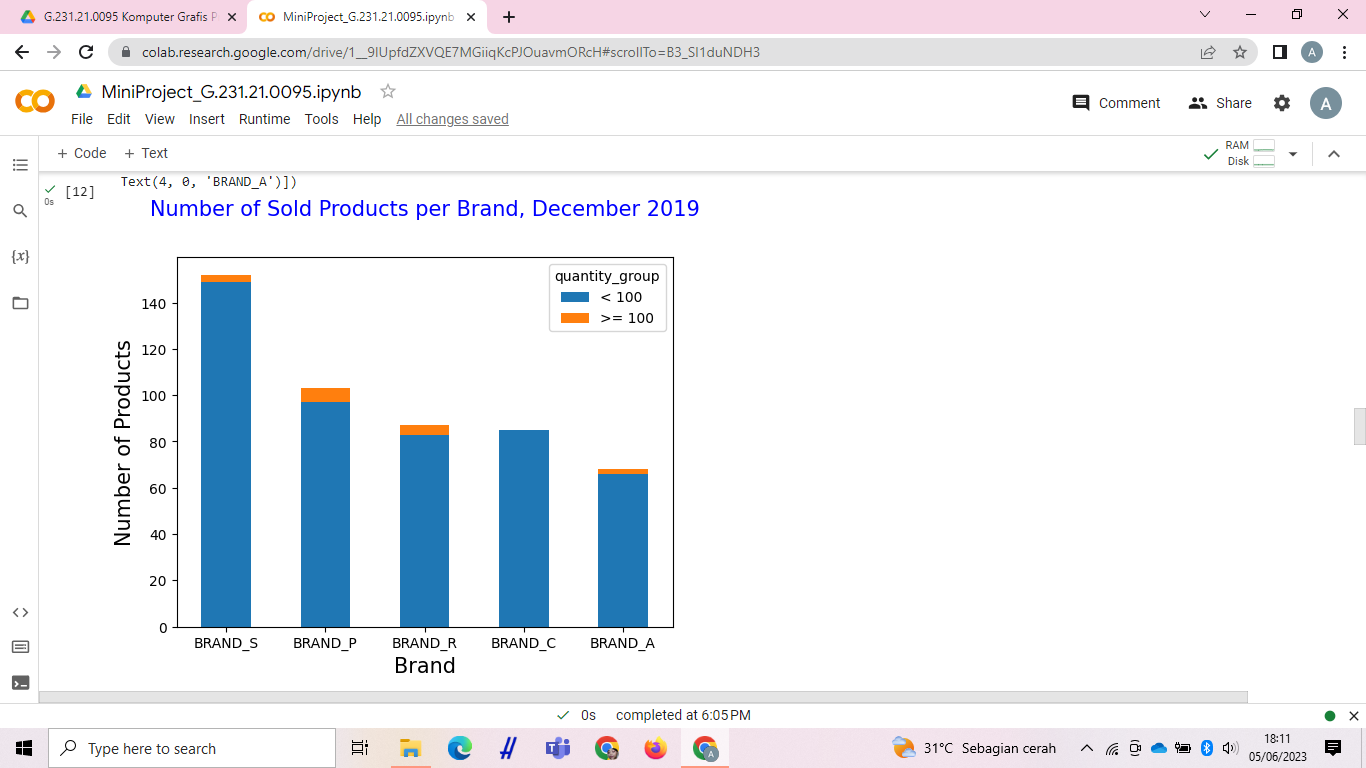 G.231.21.0095 Komputer Grafis P
MiniProject_G.231.21.0095.ipynb
colab.research.google.com/drive/1__9IUpfdZXVQE7MGiiqKcPJOuavmORcH#scrollTo=B3_SI1duNDH3
A
MiniProject_G.231.21.0095.ipynb
Comment
Share
A
File Edit View Insert Runtime Tools Help All changes saved
+ Code + Text
RAM
Disk
[12]
0s
Text(4, 0, 'BRAND_A')])
{x}
Number of Sold Products per Brand, December 2019
quantity_group
< 100
>= 100
140
120
100
80
60
40
20
0
Number of Products
BRAND_S BRAND_P BRAND_R BRAND_C BRAND_A
Brand
0s completed at 6:05 PM
Type here to search
A
31°C Sebagian cerah
18:11
05/06/2023